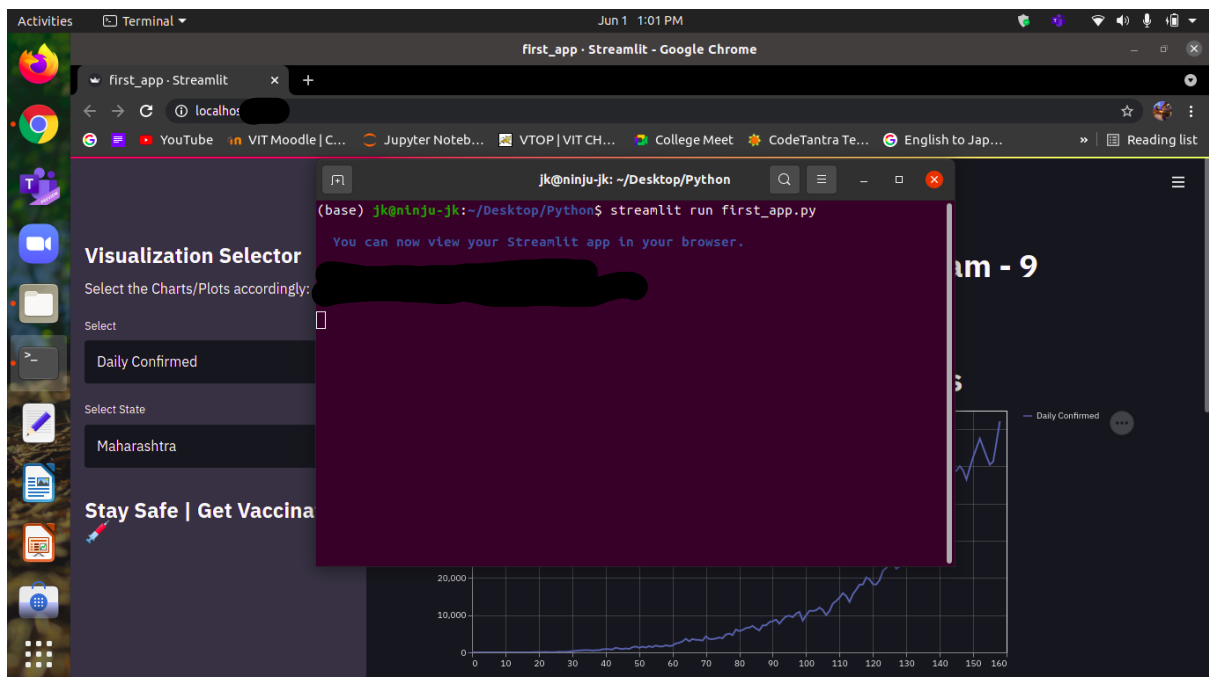 Activities
Terminal
Jun 1 1:01 PM
first_app · Streamlit - Google Chrome
first_app · Streamlit
YouTube
VIT Moodle | C...
Jupyter Noteb...
VTOP | VIT CH...
College Meet
CodeTantra Te...
English to Jap...
»
Reading list
jk@ninju-jk: ~/Desktop/Python
(base) jk@ninju-jk:~/Desktop/Python$ streamlit run first_app.py
You can now view your Streamlit app in your browser.
Visualization Selector
Select the Charts/Plots accordingly:
Select
Daily Confirmed
Select State
Maharashtra
Stay Safe | Get
- 9
Daily Confirmed
20,000
10,000
0
0 10 20 30 40 50 60 70 80 90 100 110 120 130 140 150 160